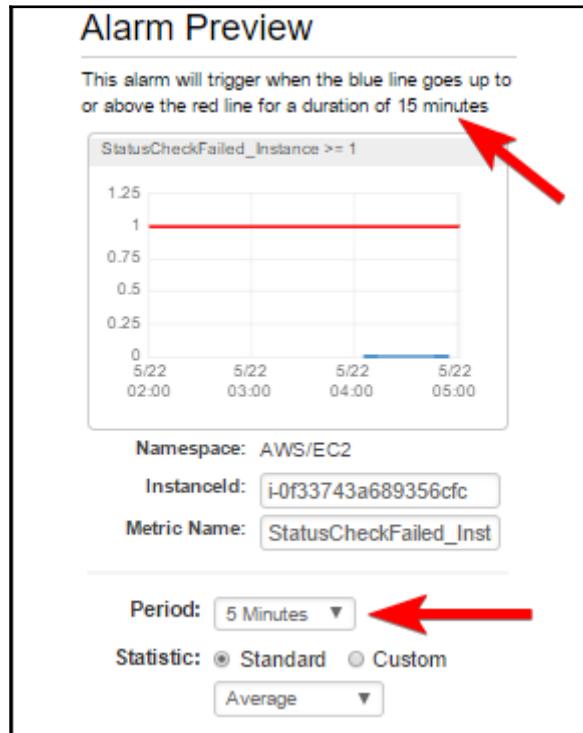 Alarm Preview
This alarm will trigger when the blue line goes up to
or above the red line for a duration of 15 minutes
StatusCheckFailed_Instance >= 1
1.25
1
0.75
0.5
0.25
0
5/22 5/22 5/22 5/22
02:00 03:00 04:00 05:00
Namespace: AWS/EC2
InstanceId: i-0f33743a689356cfc
Metric Name: StatusCheckFailed_Inst
Period: 5 Minutes
Statistic: Standard Custom
Average